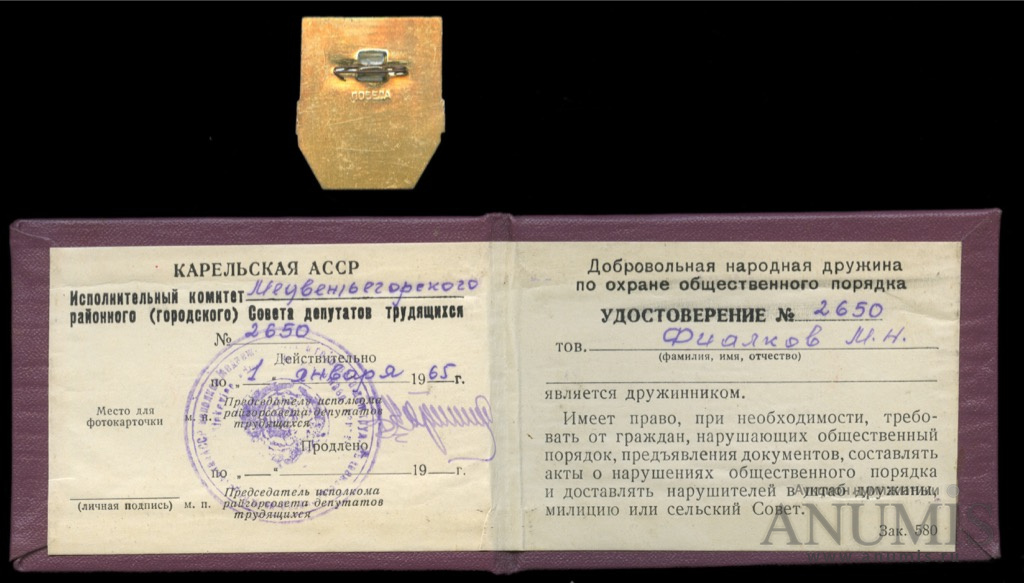 ПОБЕДА
КАРЕЛЬСКАЯ АССР
Исполнительный комитет Медвежьегорского
районного (городского) Совета депутатов трудящихся
№ 2650
Действительно
по „ 1 " января 1965 г.
Председатель исполкома
райгорсовета депутатов
трудящихся
м. п.
Место для
фотокарточки
Продлено
по „ " 19 г.
(личная подпись) м. п.
Председатель исполкома
райгорсовета депутатов
трудящихся
Добровольная народная дружина
по охране общественного порядка
УДОСТОВЕРЕНИЕ № 2650
тов. Фиалков М. Н.
(фамилия, имя, отчество)
является дружинником.
Имеет право, при необходимости, требо-
вать от граждан, нарушающих общественный
порядок, предъявления документов, составлять
акты о нарушениях общественного порядка
и доставлять нарушителей в штаб дружины,
милицию или сельский Совет.
Зак. 580
ANUMIS